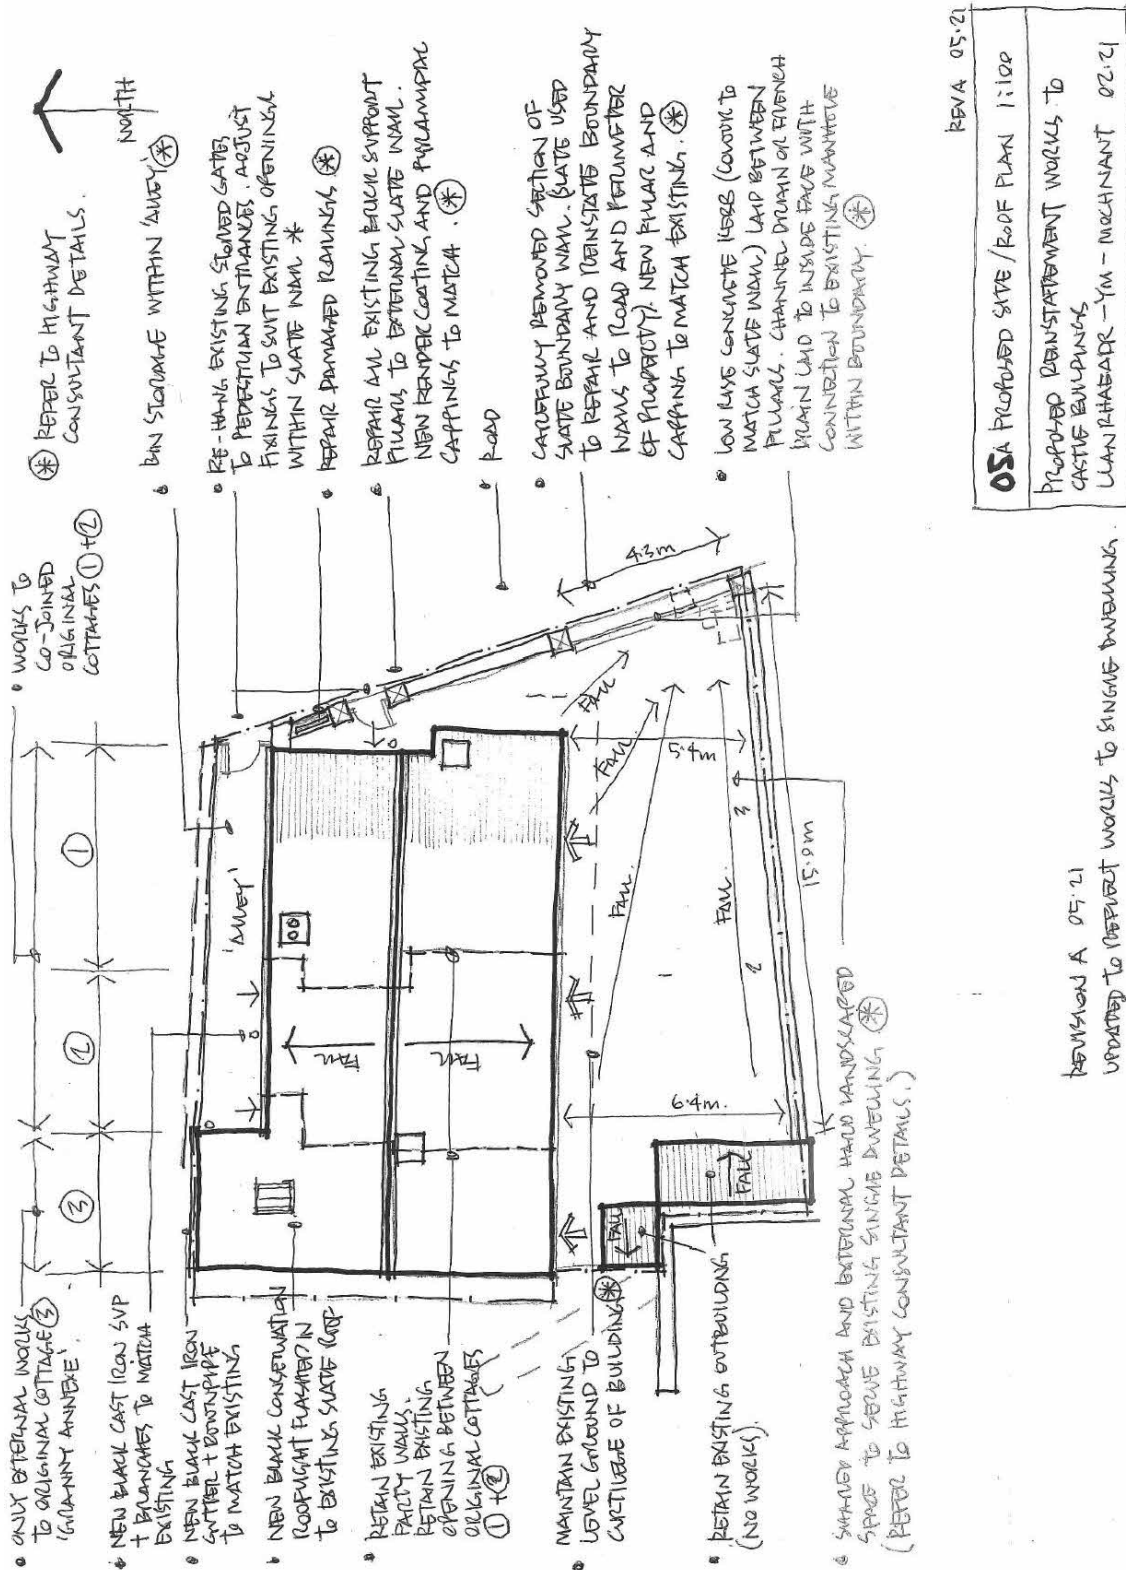 NORTH
* REFER TO HIGHWAY
CONSULTANT DETAILS.
• WORKS TO
CO-JOINED
ORIGINAL
COTTAGES 1 + 2
• ONLY EXTERNAL WORKS
TO ORIGINAL COTTAGE 3
'GRANNY ANNEXE'.
• NEW BLACK CAST IRON SVP
+ BRANCHES TO MATCH
EXISTING
• NEW BLACK CAST IRON
GUTTER + DOWNPIPE
TO MATCH EXISTING
• NEW BLACK CONSERVATION
ROOFLIGHT FLASHED IN
TO EXISTING SLATE ROOF
• RETAIN EXISTING
PARTY WALLS.
RETAIN EXISTING
OPENING BETWEEN
ORIGINAL COTTAGES
1 + 2
• MAINTAIN EXISTING
LEVEL GROUND TO
CURTILEGE OF BUILDING *
• RETAIN EXISTING OUTBUILDING
(NO WORKS).
• SHARED APPROACH AND EXTERNAL HARD LANDSCAPED
SPACE TO SERVE EXISTING SINGLE DWELLING *
(REFER TO HIGHWAY CONSULTANT DETAILS.)
3
2
1
'ALLEY'
FALL
FALL
FALL
FALL
FALL
FALL
FALL
FALL
6.4m.
5.4m
4.3m
15.0m
1
2
3
• BIN STORAGE WITHIN 'ALLEY' *
• RE-HANG EXISTING STORED GATES
TO PEDESTRIAN ENTRANCES. ADJUST
FIXINGS TO SUIT EXISTING OPENINGS
WITHIN SLATE WALL *
• REPAIR DAMAGED RAILINGS *
• REPAIR ALL EXISTING BRICK SUPPORT
PILLARS TO EXTERNAL SLATE WALL.
NEW RENDER COATING AND PYRAMIDAL
CAPPINGS TO MATCH. *
• ROAD
• CAREFULLY REMOVED SECTION OF
SLATE BOUNDARY WALL. (SLATE USED
TO REPAIR AND REINSTATE BOUNDARY
WALLS TO ROAD AND PERIMETER
OF PROPERTY). NEW PILLAR AND
CAPPING TO MATCH EXISTING. *
• LOW RISE CONCRETE KERB (COLOUR TO
MATCH SLATE WALL) LAID BETWEEN
PILLARS. CHANNEL DRAIN OR FRENCH
DRAIN LAID TO INSIDE FACE WITH
CONNECTION TO EXISTING MANHOLE
WITHIN BOUNDARY. *
REVISION A 05.21
UPDATED TO REFLECT WORKS TO SINGLE DWELLING.
REV A 05.21
05A PROPOSED SITE/ROOF PLAN 1:100
PROPOSED REINSTATEMENT WORKS TO
CASTLE BUILDINGS
LLANRHEADR-YM-MOCHNANT 02.21